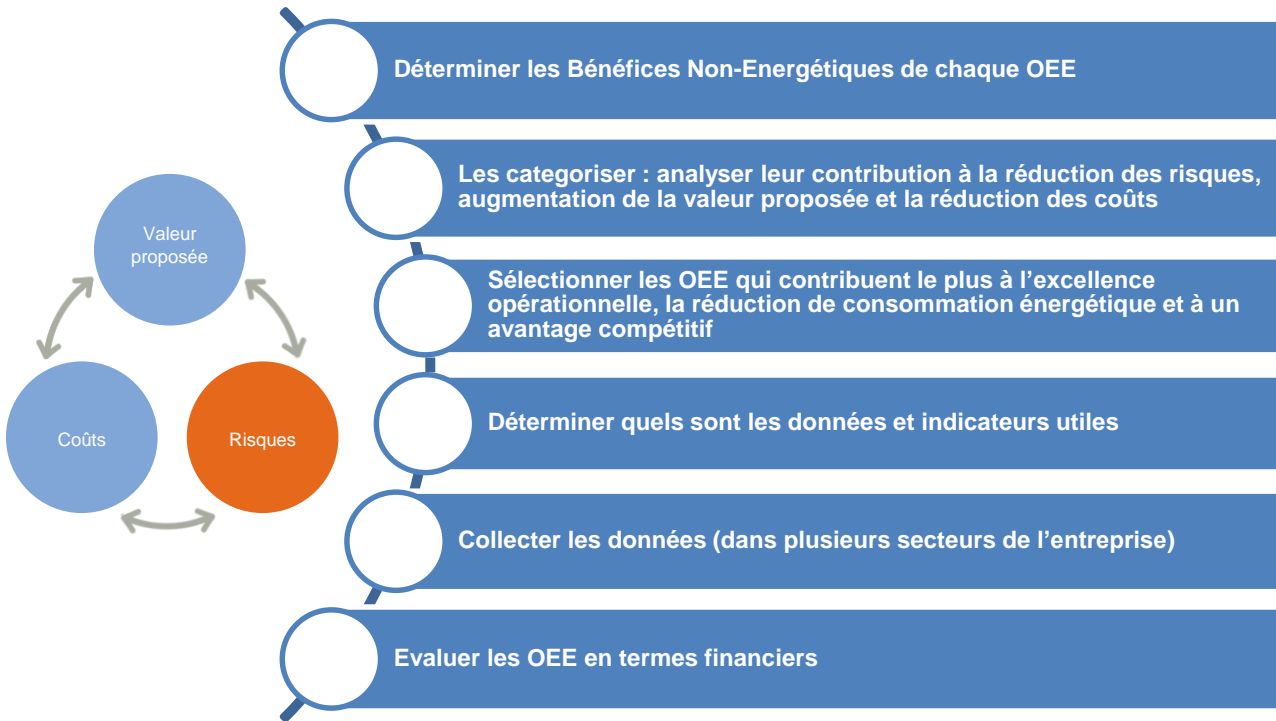 Déterminer les Bénéfices Non-Energétiques de chaque OEE
Les categoriser : analyser leur contribution à la réduction des risques,
augmentation de la valeur proposée et la réduction des coûts
Sélectionner les OEE qui contribuent le plus à l’excellence
opérationnelle, la réduction de consommation énergétique et à un
avantage compétitif
Déterminer quels sont les données et indicateurs utiles
Collecter les données (dans plusieurs secteurs de l’entreprise)
Evaluer les OEE en termes financiers
Valeur
proposée
Coûts
Risques